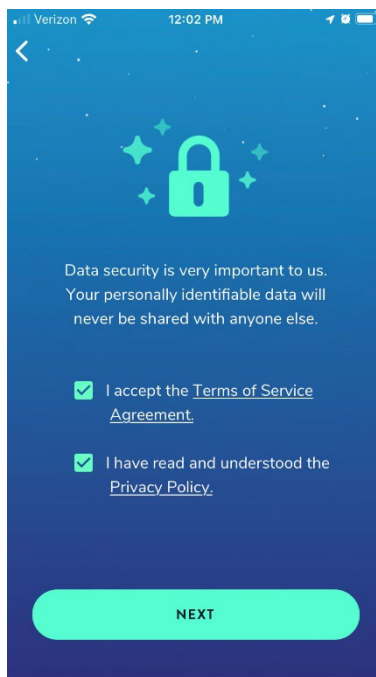 Verizon 12:02 PM
Data security is very important to us.
Your personally identifiable data will
never be shared with anyone else.
I accept the Terms of Service
Agreement.
I have read and understood the
Privacy Policy.
NEXT